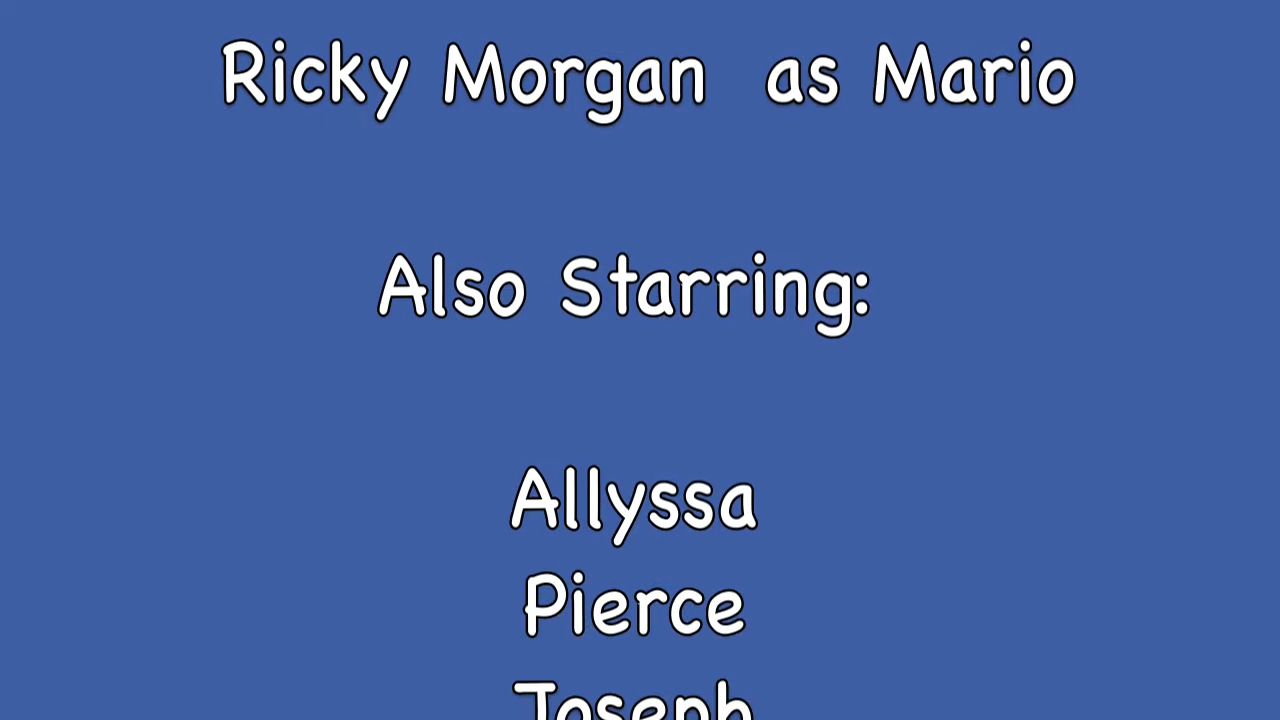 Ricky Morgan as Mario
Also Starring:
Allyssa
Pierce
Joseph